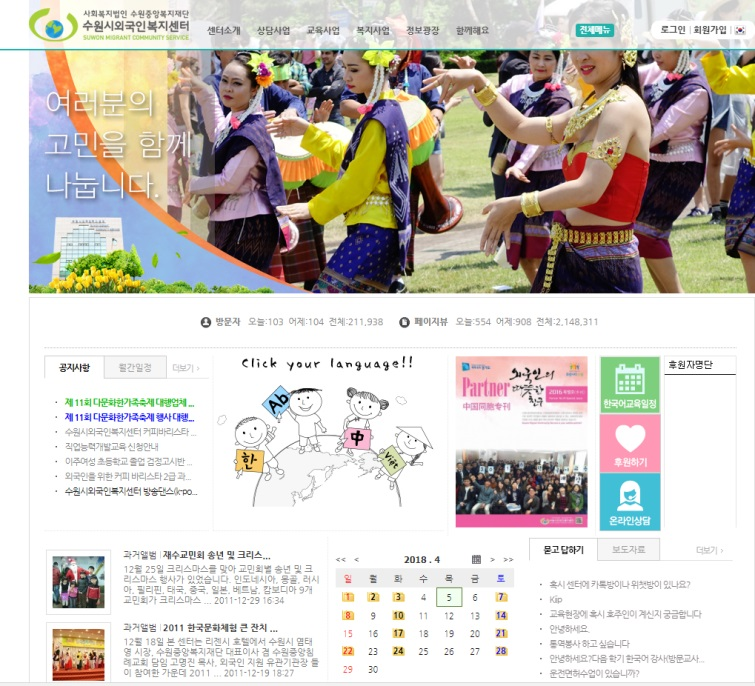 사회복지법인 수원중앙복지재단
수원시외국인복지센터
SUWON MIGRANT COMMUNITY SERVICE
센터소개 상담사업 교육사업 복지사업 정보광장 함께해요
전체메뉴
로그인 | 회원가입 |
여러분의
고민을 함께
나눕니다.
방문자 오늘:103 어제:104 전체:211,938 페이지뷰 오늘:554 어제:908 전체:2,148,311
공지사항 월간일정 더보기 >
제 11회 다문화한가족축제 대행업체 ...
제 11회 다문화한가족축제 행사 대행...
수원시외국인복지센터 커피바리스타 ...
직업능력개발교육 신청안내
이주여성 초등학교 졸업 검정고시반 ...
외국인을 위한 커피 바리스타 2급 과...
수원시외국인복지센터 방송댄스(k-po...
Click your language!!
Ab
한
中
Việt
외국인의
따뜻한
친구
Partner
2016
中国同胞专刊
한국어교육일정
후원하기
온라인상담
후원자명단
과거앨범 | 재수교민회 송년 및 크리스...
12월 25일 크리스마스를 맞아 교민회별 송년 및 크
리스마스 행사가 있었습니다. 인도네시아, 몽골, 러시
아, 필리핀, 태국, 중국, 일본, 베트남, 캄보디아 9개
교민회가 크리스마스 ... 2011-12-29 16:34
과거앨범 | 2011 한국문화체험 큰 잔치 ...
12월 18일 본 센터는 리젠시 호텔에서 수원시 염태
영 시장, 수원중앙복지재단 대표이사 겸 수원중앙침
례교회 담임 고명진 목사, 외국인 지원 유관기관장 들
이 참여한 가운데 2011 ... 2011-12-19 18:27
<< < 2018 . 4 > >>
일 월 화 수 목 금 토
1 2 3 4 5 6 7
8 9 10 11 12 13 14
15 16 17 18 19 20 21
22 23 24 25 26 27 28
29 30
묻고 답하기 보도자료 더보기 >
혹시 센터에 카톡방이나 위챗방이 있나요?
Kiip
교육현장에 혹시 호주인이 계신지 궁금합니다
안녕하세요.
통역봉사 하고 싶습니다
안녕하세요?다음 학기 한국어 강사(방문교사...
운전면허수업이 있습니까?